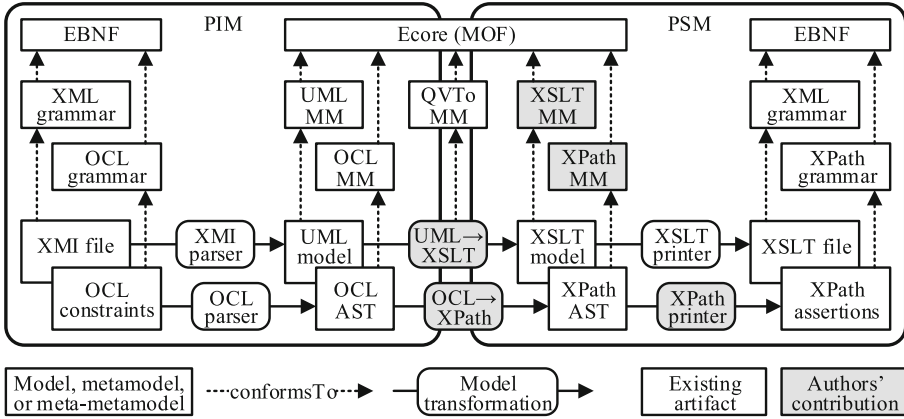 PIM
PSM
EBNF
Ecore (MOF)
EBNF
XML
grammar
UML
MM
QVTo
MM
XSLT
MM
XML
grammar
OCL
grammar
OCL
MM
XPath
MM
XPath
grammar
XMI file
XMI
parser
UML
model
UML→
XSLT
XSLT
model
XSLT
printer
XSLT file
OCL
constraints
OCL
parser
OCL
AST
OCL→
XPath
XPath
AST
XPath
printer
XPath
assertions
Model, metamodel,
or meta-metamodel
conformsTo
Model
transformation
Existing
artifact
Authors'
contribution